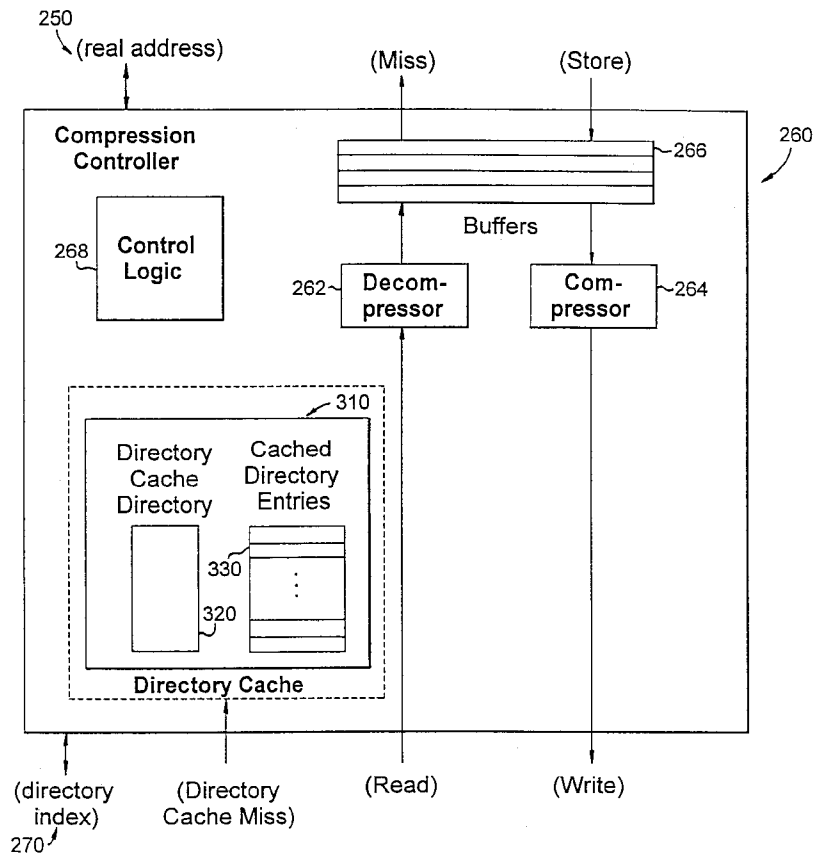 250
(real address)
(Miss)
(Store)
Compression
Controller
266
260
Buffers
268
Control
Logic
262
Decom-
pressor
Com-
pressor
264
310
Directory
Cache
Directory
Cached
Directory
Entries
330
320
Directory Cache
(directory
index)
270
(Directory
Cache Miss)
(Read)
(Write)